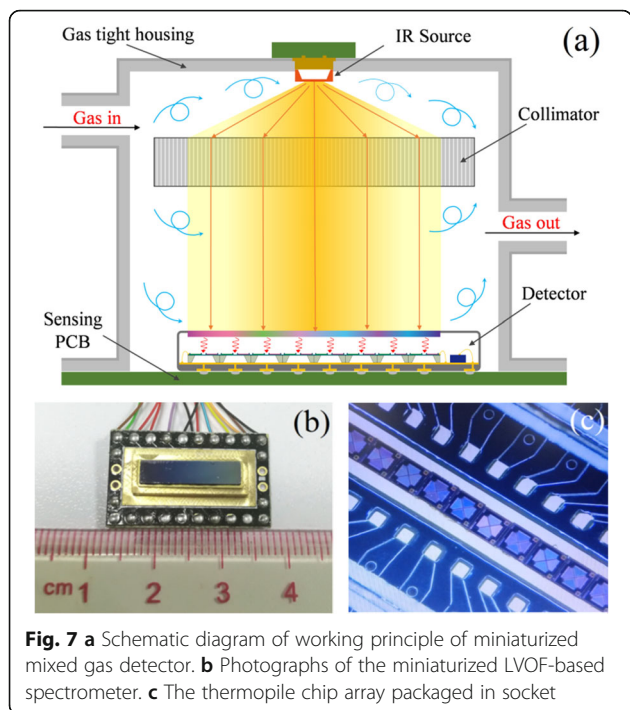 Gas tight housing
IR Source
(a)
Gas in
Collimator
Gas out
Detector
Sensing
PCB
(b)
cm 1 2 3 4
(c)
Fig. 7 a Schematic diagram of working principle of miniaturized
mixed gas detector. b Photographs of the miniaturized LVOF-based
spectrometer. c The thermopile chip array packaged in socket